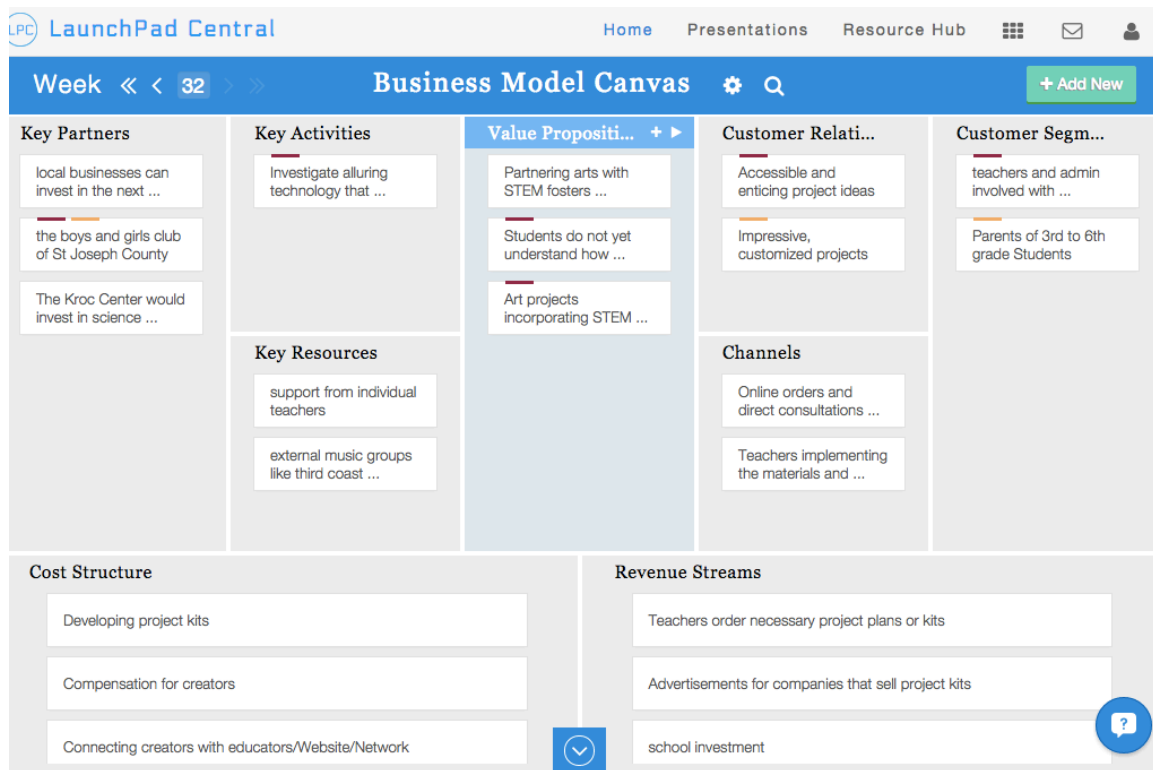 LPC LaunchPad Central
Home Presentations Resource Hub
Week 32 Business Model Canvas + Add New
Key Partners
local businesses can
invest in the next ...
the boys and girls club
of St Joseph County
The Kroc Center would
invest in science ...
Key Activities
Investigate alluring
technology that ...
Key Resources
support from individual
teachers
external music groups
like third coast ...
Value Propositi...
Partnering arts with
STEM fosters ...
Students do not yet
understand how ...
Art projects
incorporating STEM ...
Customer Relati...
Accessible and
enticing project ideas
Impressive,
customized projects
Channels
Online orders and
direct consultations ...
Teachers implementing
the materials and ...
Customer Segm...
teachers and admin
involved with ...
Parents of 3rd to 6th
grade Students
Cost Structure
Developing project kits
Compensation for creators
Connecting creators with educators/Website/Network
Revenue Streams
Teachers order necessary project plans or kits
Advertisements for companies that sell project kits
school investment
?